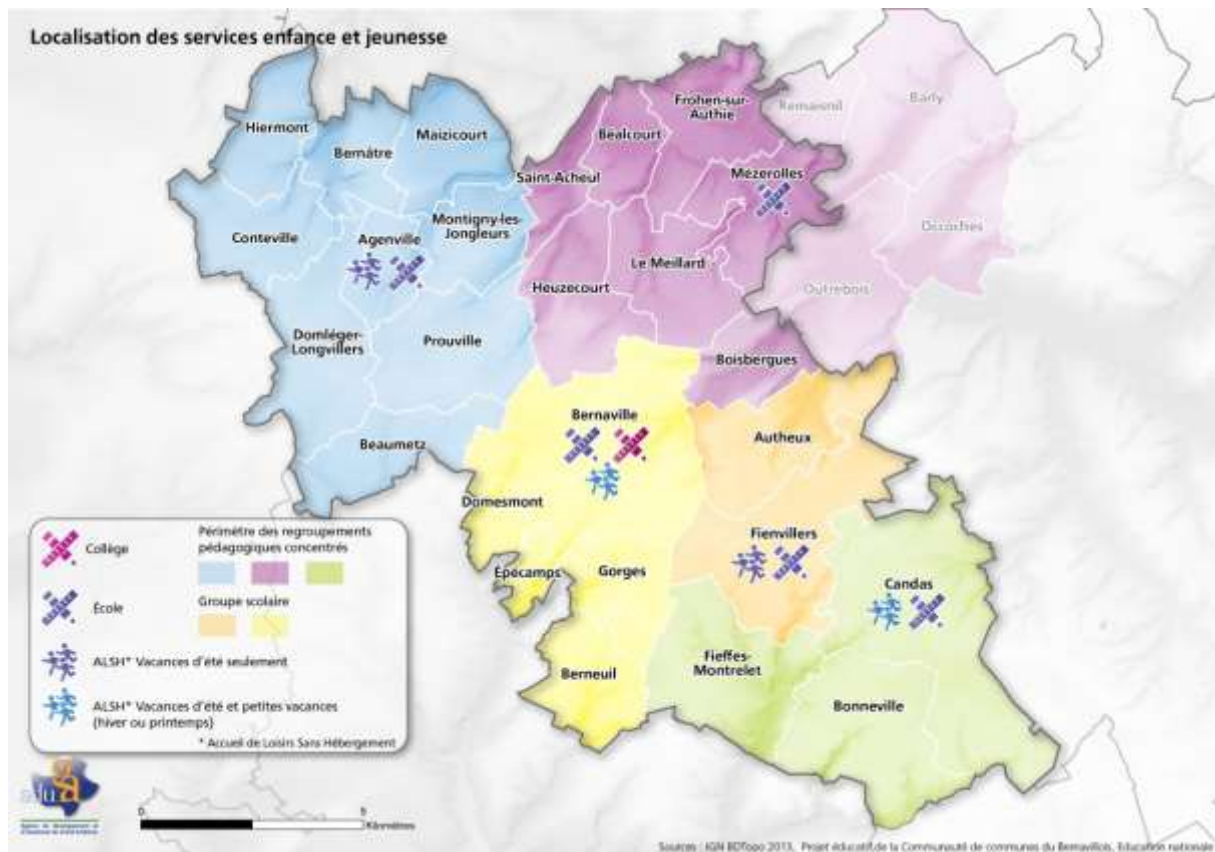 Localisation des services enfance et jeunesse
Frohen-sur-
Authie
Remaisnil
Barly
Hiermont
Maizicourt
Béalcourt
Bernâtre
Saint-Acheul
Mézerolles
Montigny-les-
Jongleurs
Occoches
Conteville
Agenville
Le Meillard
Heuzecourt
Outrebois
Domléger-
Longvillers
Prouville
Boisbergues
Bernaville
Beaumetz
Autheux
Domesmont
Fienvillers
Épécamps
Gorges
Candas
Fieffes-
Montrelet
Berneuil
Bonneville
Collège
Périmètre des regroupements
pédagogiques concentrés
École
Groupe scolaire
ALSH* Vacances d'été seulement
ALSH* Vacances d'été et petites vacances
(hiver ou printemps)
* Accueil de Loisirs Sans Hébergement
0
5
Kilomètres
Sources : IGN BDTopo 2013, Projet éducatif de la Communauté de communes du Bernavillois, Education nationale